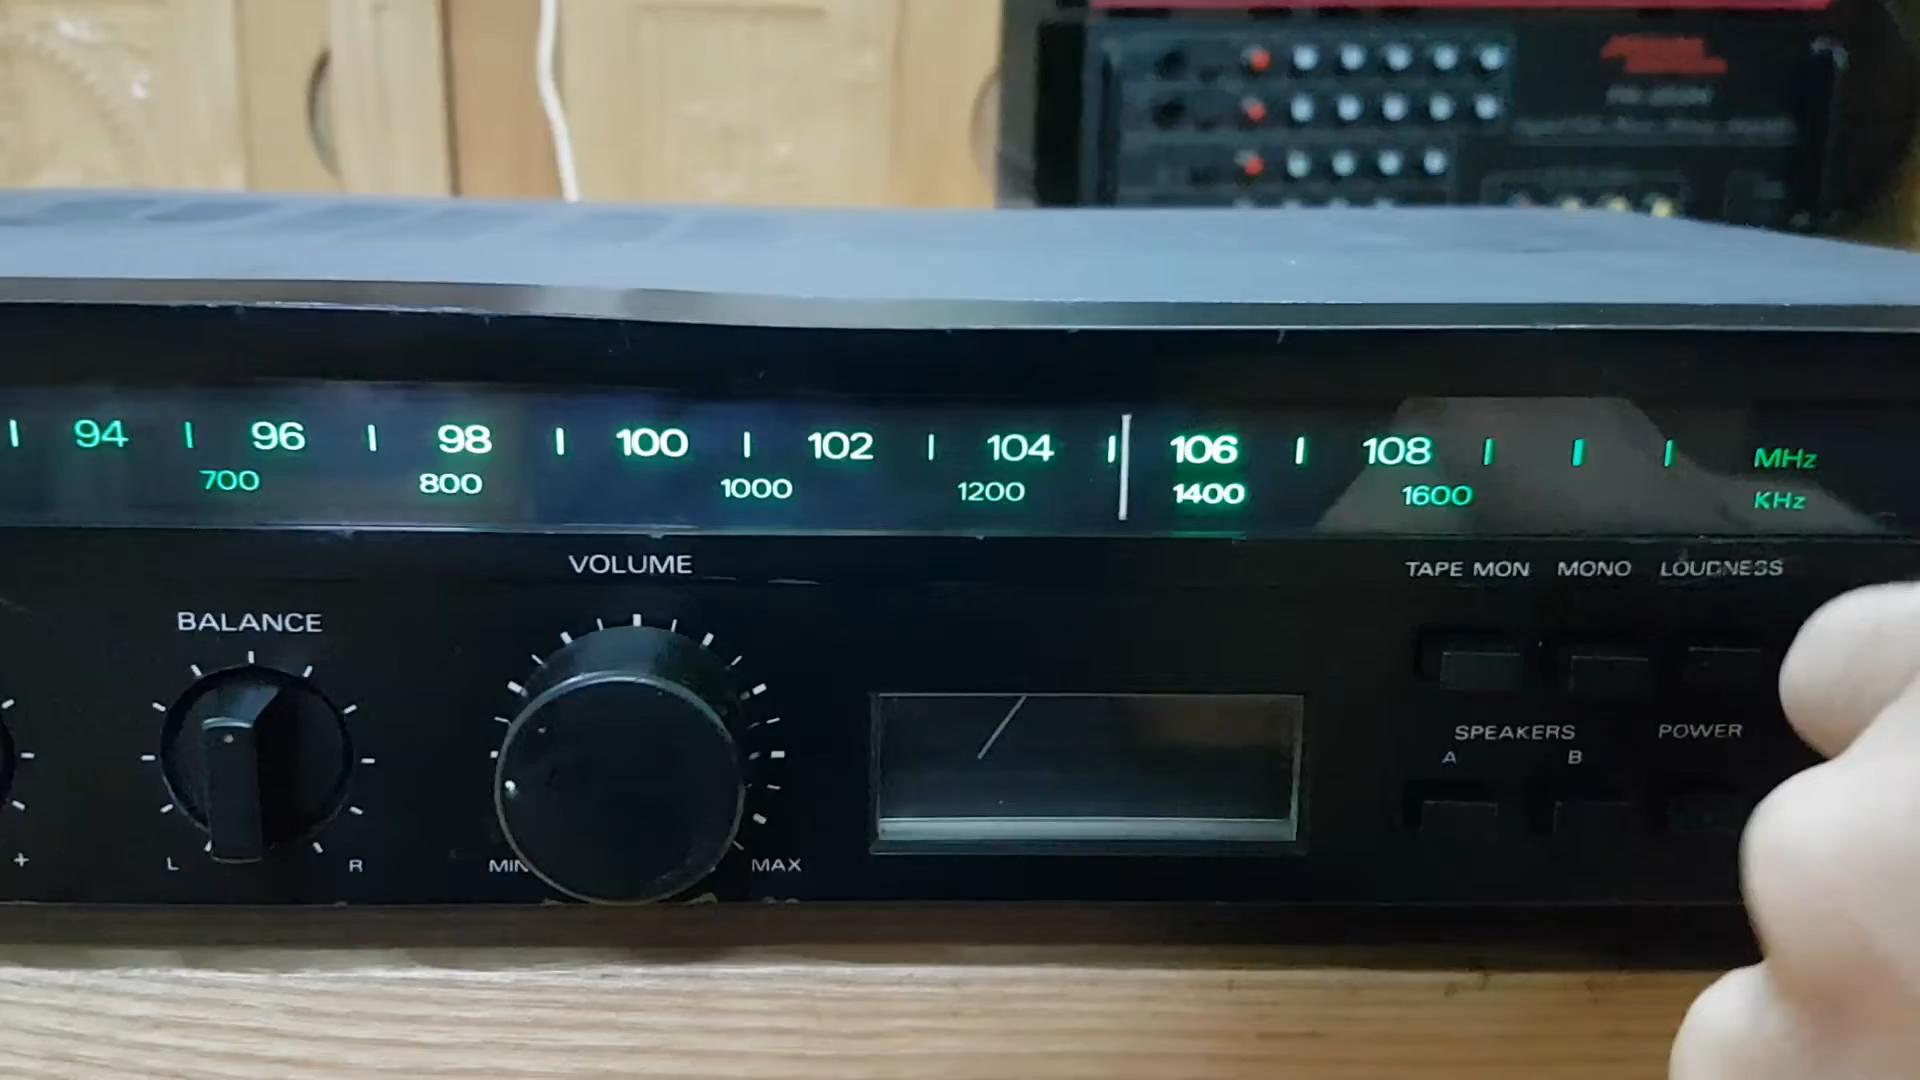 94 96 98 100 102 104 106 108 MHz
700 800 1000 1200 1400 1600 KHz
VOLUME
TAPE MON MONO LOUDNESS
BALANCE
SPEAKERS POWER
A B
+ L R MIN MAX